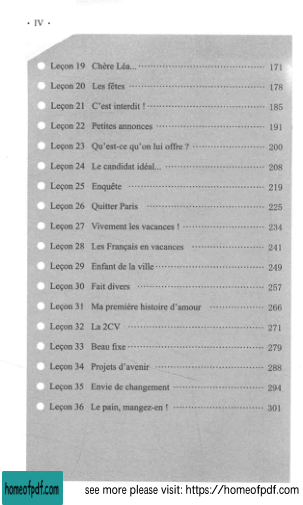 · IV ·
Leçon 19 Chère Léa... 171
Leçon 20 Les fêtes 178
Leçon 21 C'est interdit ! 185
Leçon 22 Petites annonces 191
Leçon 23 Qu'est-ce qu'on lui offre ? 200
Leçon 24 Le candidat idéal... 208
Leçon 25 Enquête 219
Leçon 26 Quitter Paris 225
Leçon 27 Vivement les vacances ! 234
Leçon 28 Les Français en vacances 241
Leçon 29 Enfant de la ville 249
Leçon 30 Fait divers 257
Leçon 31 Ma première histoire d'amour 266
Leçon 32 La 2CV 271
Leçon 33 Beau fixe 279
Leçon 34 Projets d'avenir 288
Leçon 35 Envie de changement 294
Leçon 36 Le pain, mangez-en ! 301
homeofpdf.com
see more please visit: https://homeofpdf.com